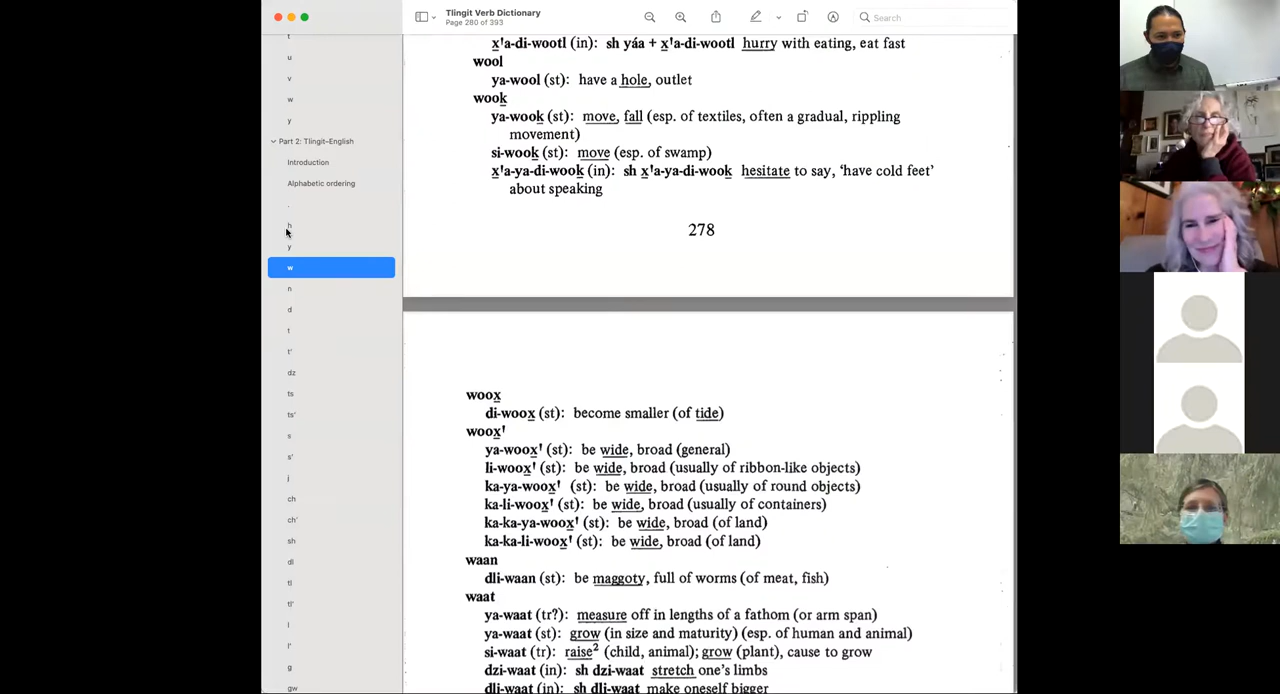 Tlingit Verb Dictionary
Page 280 of 393
Search
t
u
v
w
y
Part 2: Tlingit–English
Introduction
Alphabetic ordering
.
h
y
w
n
d
t
t'
dz
ts
ts'
s
s'
j
ch
ch'
sh
dl
tl
tl'
l
l'
g
gw
x̲'a-di-wootl (in): sh yáa + x̲'a-di-wootl hurry with eating, eat fast
wool
ya-wool (st): have a hole, outlet
wook̲
ya-wook̲ (st): move, fall (esp. of textiles, often a gradual, rippling
movement)
si-wook̲ (st): move (esp. of swamp)
x̲'a-ya-di-wook̲ (in): sh x̲'a-ya-di-wook̲ hesitate to say, 'have cold feet'
about speaking
278
woox̲
di-woox̲ (st): become smaller (of tide)
woox̲'
ya-woox̲' (st): be wide, broad (general)
li-woox̲' (st): be wide, broad (usually of ribbon-like objects)
ka-ya-woox̲' (st): be wide, broad (usually of round objects)
ka-li-woox̲' (st): be wide, broad (usually of containers)
ka-ka-ya-woox̲' (st): be wide, broad (of land)
ka-ka-li-woox̲' (st): be wide, broad (of land)
waan
dli-waan (st): be maggoty, full of worms (of meat, fish)
waat
ya-waat (tr?): measure off in lengths of a fathom (or arm span)
ya-waat (st): grow (in size and maturity) (esp. of human and animal)
si-waat (tr): raise² (child, animal); grow (plant), cause to grow
dzi-waat (in): sh dzi-waat stretch one's limbs
dli-waat (in): sh dli-waat make oneself bigger